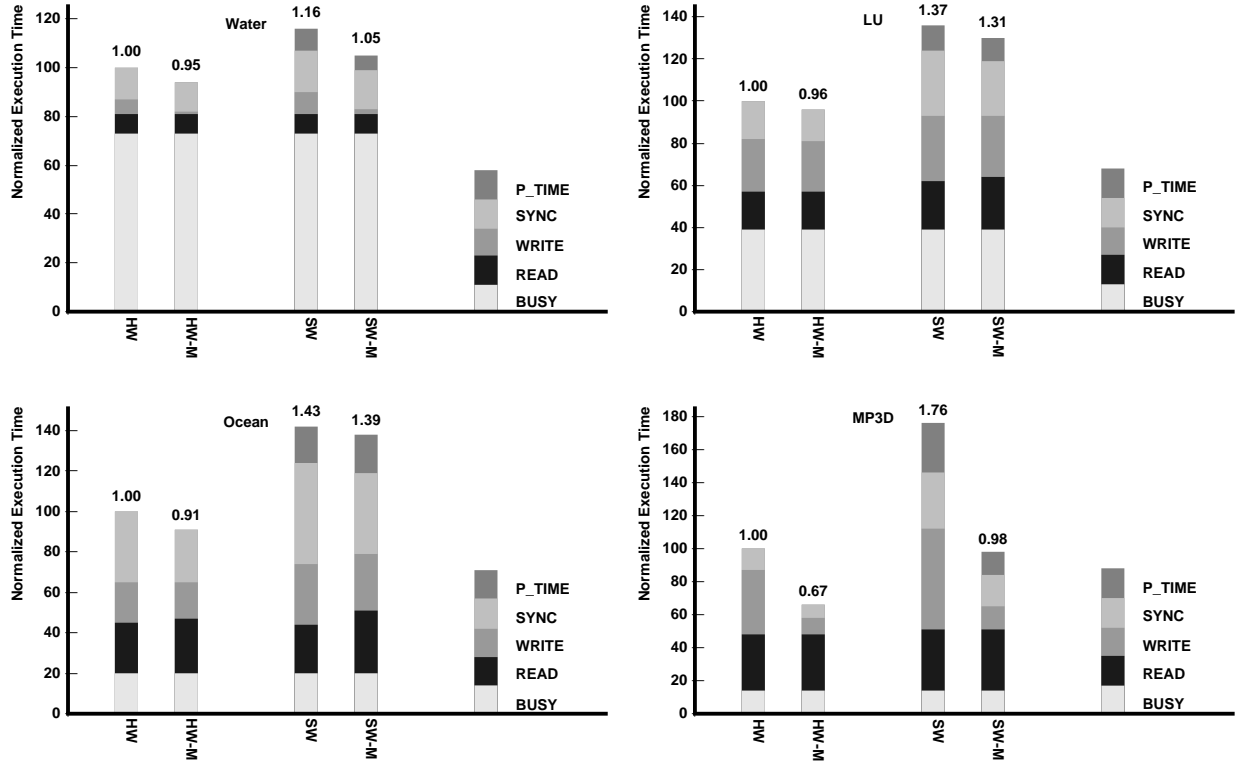 Normalized Execution Time
Water
120
100
80
60
40
20
0
1.00
0.95
1.16
1.05
P_TIME
SYNC
WRITE
READ
BUSY
HW
HW-M
SW
SW-M
Normalized Execution Time
LU
140
120
100
80
60
40
20
0
1.00
0.96
1.37
1.31
P_TIME
SYNC
WRITE
READ
BUSY
HW
HW-M
SW
SW-M
Normalized Execution Time
Ocean
140
120
100
80
60
40
20
0
1.00
0.91
1.43
1.39
P_TIME
SYNC
WRITE
READ
BUSY
HW
HW-M
SW
SW-M
Normalized Execution Time
MP3D
180
160
140
120
100
80
60
40
20
0
1.00
0.67
1.76
0.98
P_TIME
SYNC
WRITE
READ
BUSY
HW
HW-M
SW
SW-M